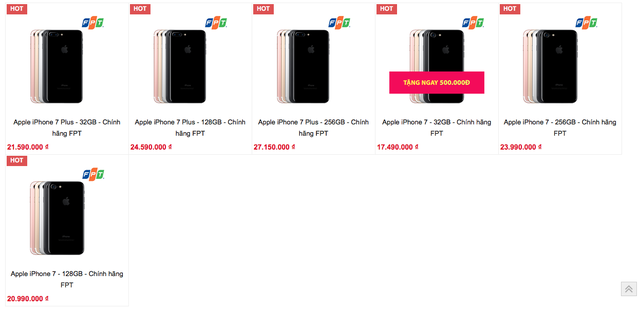 HOT
FPT
Apple iPhone 7 Plus - 32GB - Chính
hãng FPT
21.590.000 ₫
HOT
FPT
Apple iPhone 7 Plus - 128GB - Chính
hãng FPT
24.590.000 ₫
HOT
FPT
Apple iPhone 7 Plus - 256GB - Chính
hãng FPT
27.150.000 ₫
HOT
FPT
TẶNG NGAY 500.000Đ
Apple iPhone 7 - 32GB - Chính hãng
FPT
17.490.000 ₫
HOT
FPT
Apple iPhone 7 - 256GB - Chính hãng
FPT
23.990.000 ₫
HOT
FPT
Apple iPhone 7 - 128GB - Chính hãng
FPT
20.990.000 ₫